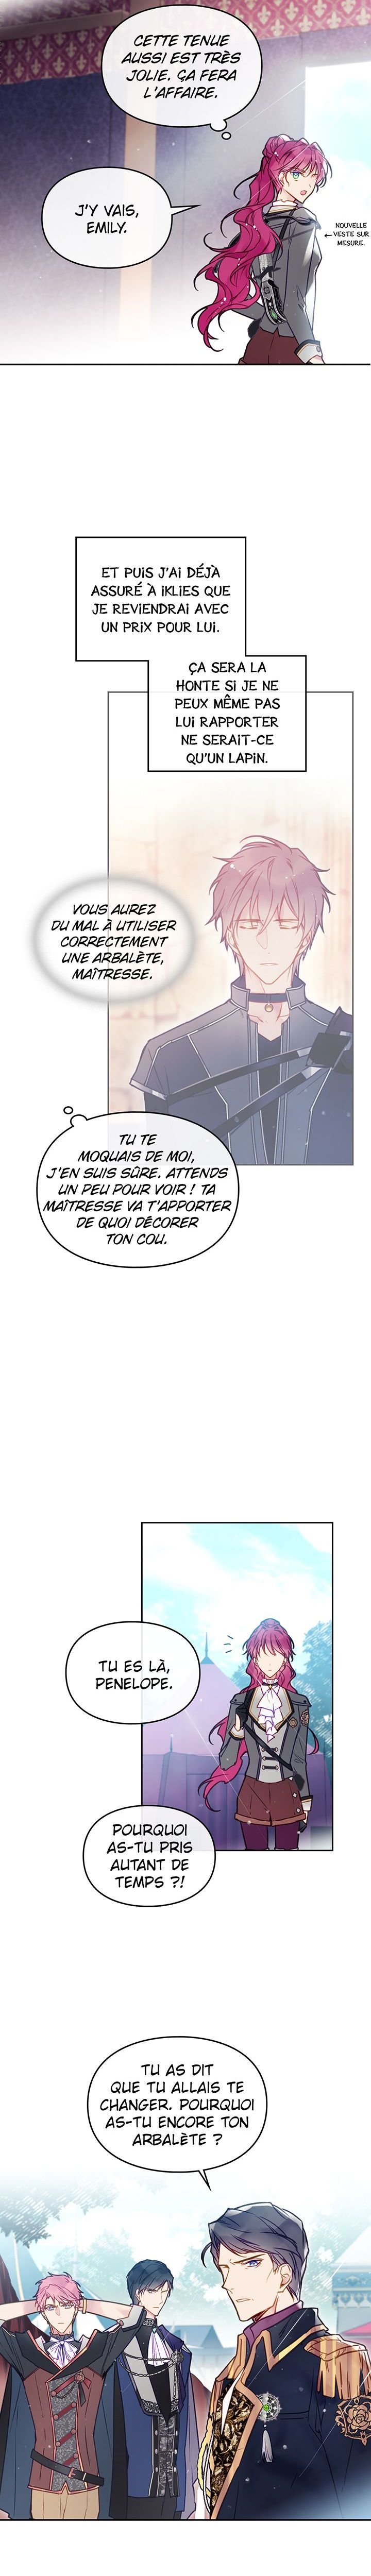 CETTE TENUE
AUSSI EST TRÈS
JOLIE. ÇA FERA
L'AFFAIRE.
J'Y VAIS,
EMILY.
NOUVELLE
←VESTE SUR
MESURE.
ET PUIS J'AI DÉJÀ
ASSURÉ À IKLIES QUE
JE REVIENDRAI AVEC
UN PRIX POUR LUI.
ÇA SERA LA
HONTE SI JE NE
PEUX MÊME PAS
LUI RAPPORTER
NE SERAIT-CE
QU'UN LAPIN.
VOUS AUREZ
DU MAL À UTILISER
CORRECTEMENT
UNE ARBALÈTE,
MAÎTRESSE.
TU TE
MOQUAIS DE MOI,
J'EN SUIS SÛRE. ATTENDS
UN PEU POUR VOIR ! TA
MAÎTRESSE VA T'APPORTER
DE QUOI DÉCORER
TON COU.
TU ES LÀ,
PENELOPE.
POURQUOI
AS-TU PRIS
AUTANT DE
TEMPS ?!
TU AS DIT
QUE TU ALLAIS TE
CHANGER. POURQUOI
AS-TU ENCORE TON
ARBALÈTE ?